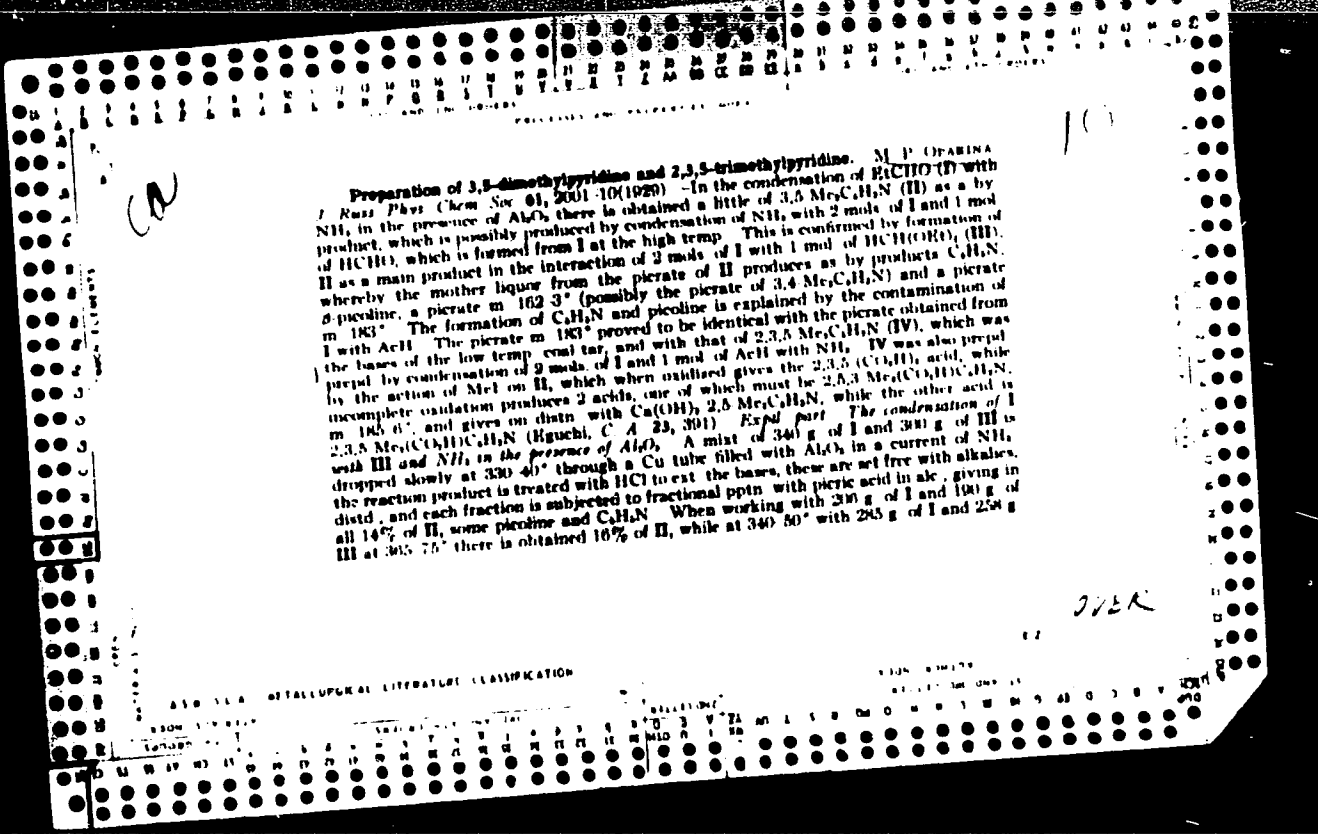 PROCESSES AND PROPERTIES INDEX
Ca
10
Preparation of 3,5-dimethylpyridine and 2,3,5-trimethylpyridine. M. P. OPARINA
J Russ Phys Chem Soc 61, 2001-10(1929) -In the condensation of EtCHO (I) with
NH₃ in the presence of Al₂O₃ there is obtained a little of 3,5 Me₂C₅H₃N (II) as a by
product, which is possibly produced by condensation of NH₃ with 2 mols of I and 1 mol
of HCHO, which is formed from I at the high temp This is confirmed by formation of
II as a main product in the interaction of 2 mols of I with 1 mol of HCH(OEt)₂ (III),
whereby the mother liquor from the picrate of II produces as by products C₅H₅N,
β-picoline, a picrate m 162-3° (possibly the picrate of 3,4 Me₂C₅H₃N) and a picrate
m 183° The formation of C₅H₅N and picoline is explained by the contamination of
I with AcH The picrate m 183° proved to be identical with the picrate obtained from
the bases of the low temp coal tar, and with that of 2,3,5 Me₃C₅H₂N (IV), which was
prepd by condensation of 2 mols. of I and 1 mol of AcH with NH₃ IV was also prepd
by the action of MeI on II, which when oxidized gives the 2,3,5 (CO₂H)₃ acid, while
incomplete oxidation produces 2 acids, one of which must be 2,5,3 Me₂(CO₂H)C₅H₂N,
m 185 6°, and gives on distn with Ca(OH)₂ 2,5 Me₂C₅H₃N, while the other acid is
2,3,5 Me₂(CO₂H)C₅H₂N (Eguchi, C A 23, 391) Exptl part The condensation of I
with III and NH₃ in the presence of Al₂O₃ A mixt of 340 g of I and 300 g of III is
dropped slowly at 330 40° through a Cu tube filled with Al₂O₃ in a current of NH₃
the reaction product is treated with HCl to ext the bases, these are set free with alkalies,
distd, and each fraction is subjected to fractional pptn with picric acid in alc, giving in
all 14% of II, some picoline and C₅H₅N When working with 206 g of I and 190 g of
III at 365 75° there is obtained 16% of II, while at 340 50° with 285 g of I and 258 g
OVER
METALLURGICAL LITERATURE CLASSIFICATION